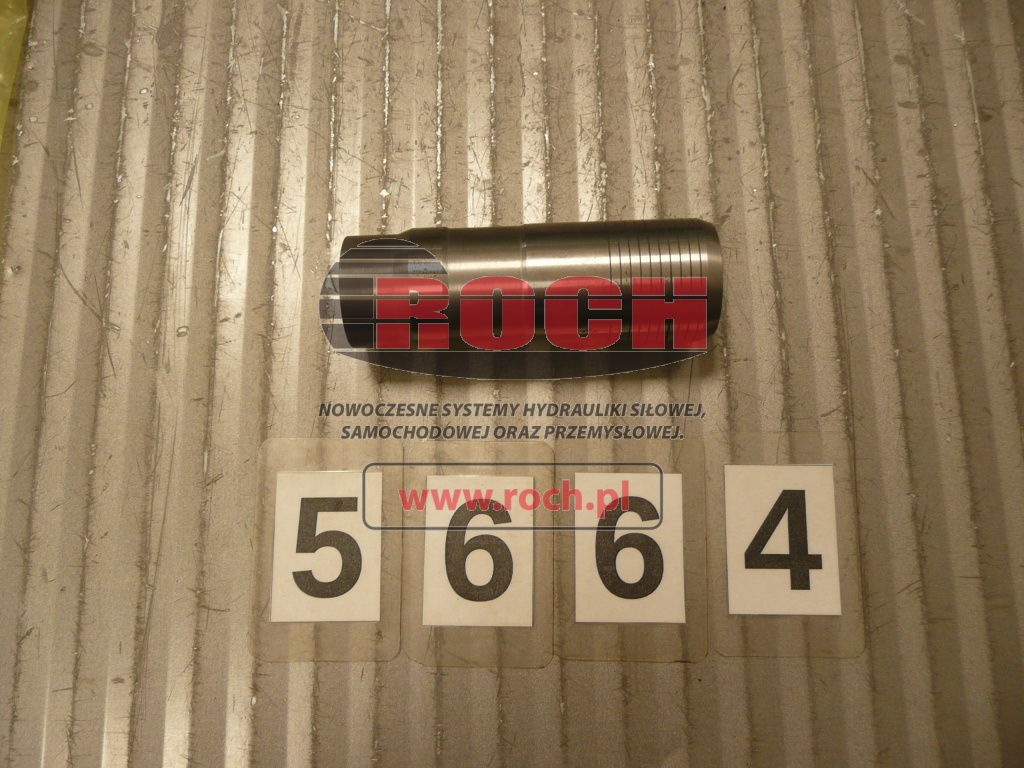 ROCH
NOWOCZESNE SYSTEMY HYDRAULIKI SIŁOWEJ,
SAMOCHODOWEJ ORAZ PRZEMYSŁOWEJ.
www.roch.pl
5 6 6 4